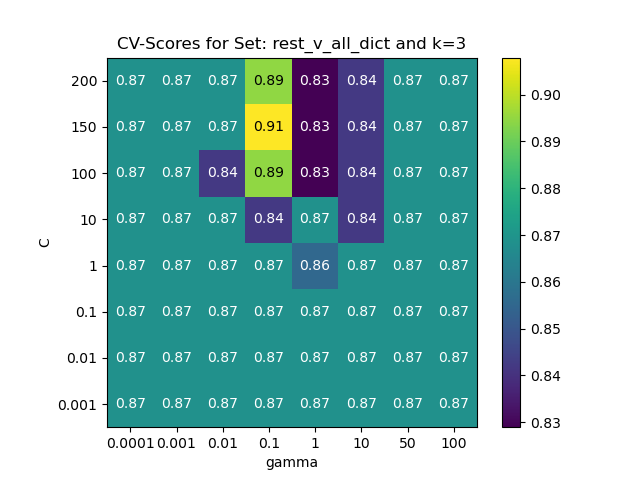 CV-Scores for Set: rest_v_all_dict and k=3
200 0.87 0.87 0.87 0.89 0.83 0.84 0.87 0.87
150 0.87 0.87 0.87 0.91 0.83 0.84 0.87 0.87
100 0.87 0.87 0.84 0.89 0.83 0.84 0.87 0.87
10 0.87 0.87 0.87 0.84 0.87 0.84 0.87 0.87
1 0.87 0.87 0.87 0.87 0.86 0.87 0.87 0.87
0.1 0.87 0.87 0.87 0.87 0.87 0.87 0.87 0.87
0.01 0.87 0.87 0.87 0.87 0.87 0.87 0.87 0.87
0.001 0.87 0.87 0.87 0.87 0.87 0.87 0.87 0.87
0.0001 0.001 0.01 0.1 1 10 50 100
gamma
C
0.90
0.89
0.88
0.87
0.86
0.85
0.84
0.83